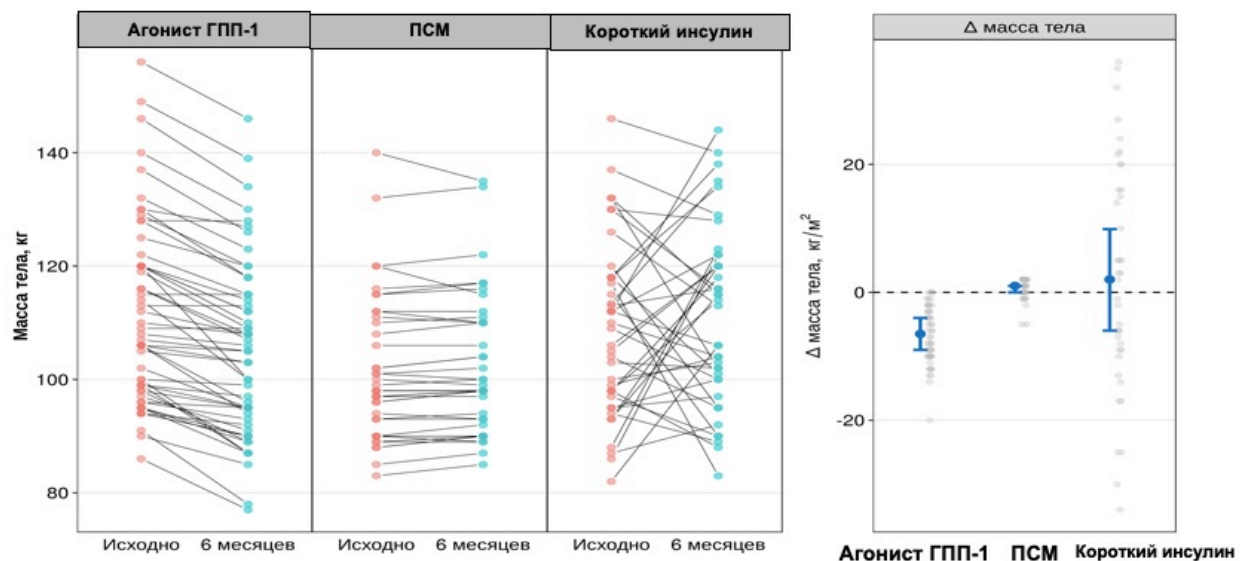 Агонист ГПП-1
ПСМ
Короткий инсулин
Масса тела, кг
140
120
100
80
Исходно 6 месяцев
Исходно 6 месяцев
Исходно 6 месяцев
Δ масса тела
Δ масса тела, кг/м²
20
0
-20
Агонист ГПП-1 ПСМ Короткий инсулин